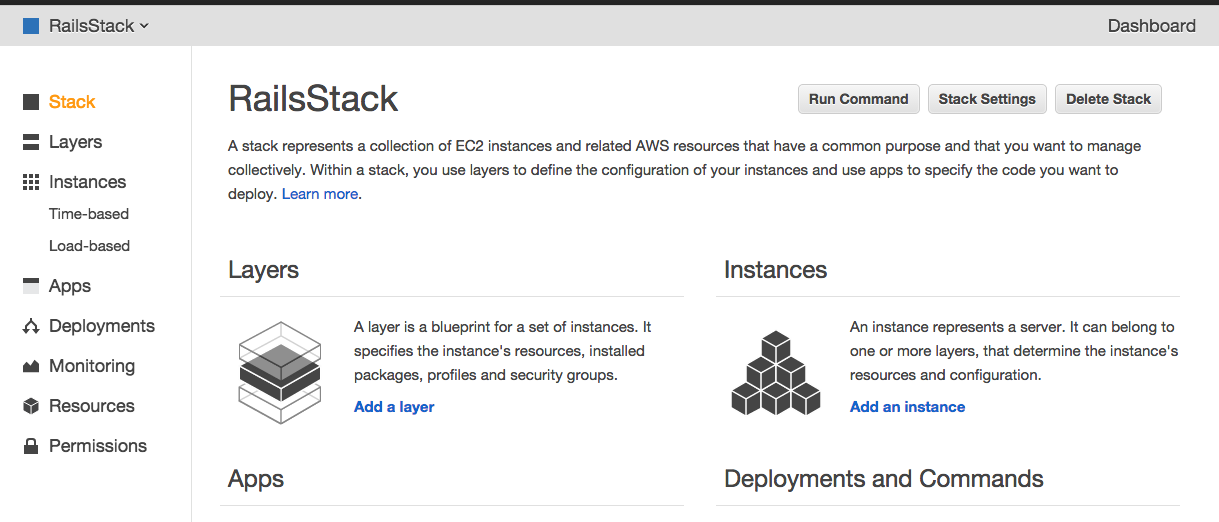 RailsStack
Dashboard
Stack
Layers
Instances
Time-based
Load-based
Apps
Deployments
Monitoring
Resources
Permissions
RailsStack
Run Command
Stack Settings
Delete Stack
A stack represents a collection of EC2 instances and related AWS resources that have a common purpose and that you want to manage
collectively. Within a stack, you use layers to define the configuration of your instances and use apps to specify the code you want to
deploy. Learn more.
Layers
A layer is a blueprint for a set of instances. It
specifies the instance's resources, installed
packages, profiles and security groups.
Add a layer
Instances
An instance represents a server. It can belong to
one or more layers, that determine the instance's
resources and configuration.
Add an instance
Apps
Deployments and Commands